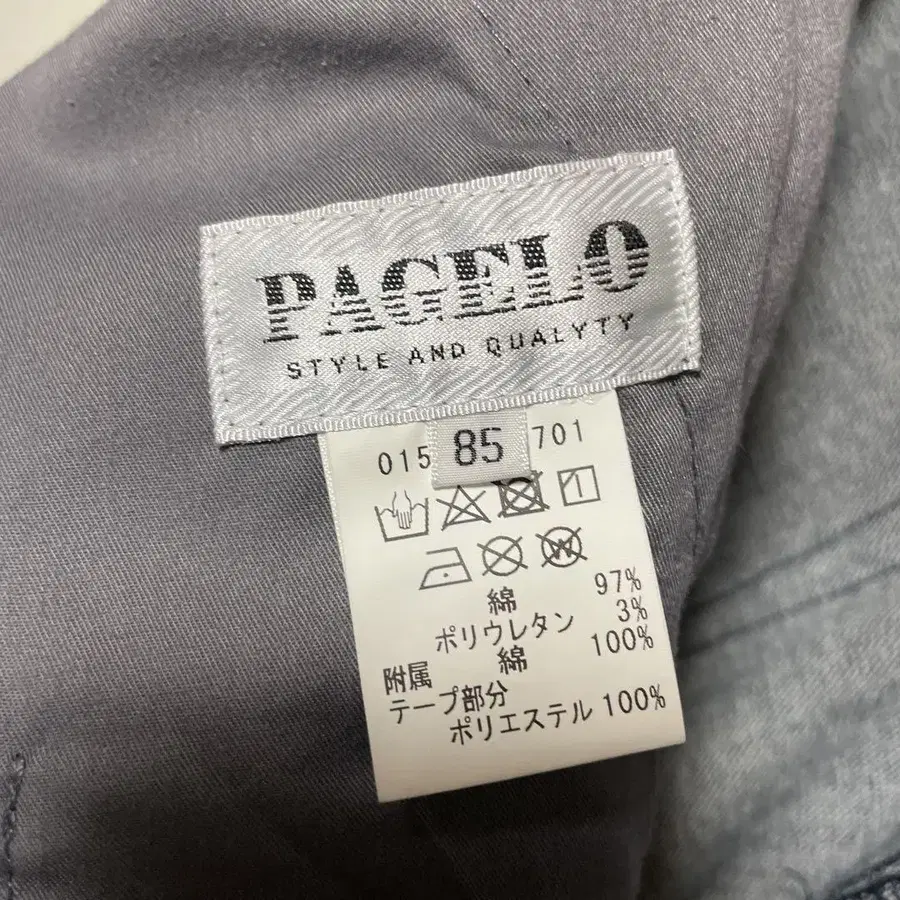 PAGELO
STYLE AND QUALYTY
015 85 701
綿 97%
ポリウレタン 3%
附属 綿 100%
テープ部分
ポリエステル 100%